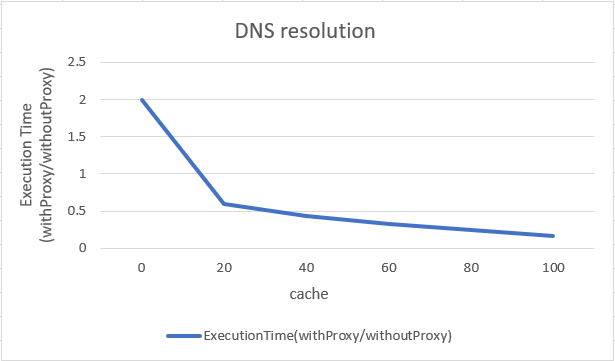 DNS resolution
Execution Time
(withProxy/withoutProxy)
2.5
2
1.5
1
0.5
0
0 20 40 60 80 100
cache
ExecutionTime(withProxy/withoutProxy)